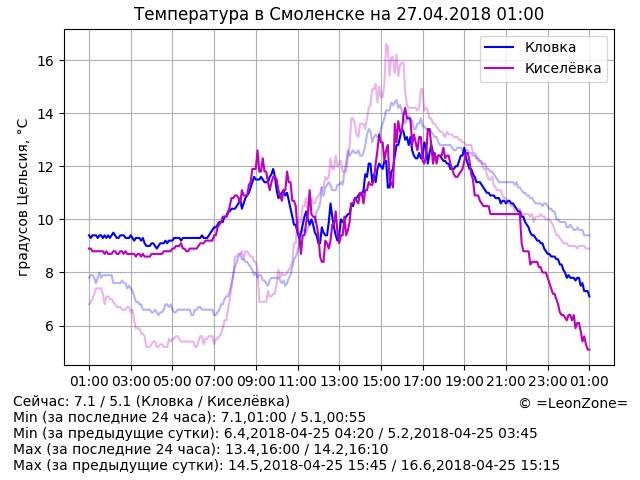 Температура в Смоленске на 27.04.2018 01:00
Кловка
Киселёвка
градусов Цельсия, °C
16
14
12
10
8
6
01:00 03:00 05:00 07:00 09:00 11:00 13:00 15:00 17:00 19:00 21:00 23:00 01:00
Сейчас: 7.1 / 5.1 (Кловка / Киселёвка)
© =LeonZone=
Min (за последние 24 часа): 7.1,01:00 / 5.1,00:55
Min (за предыдущие сутки): 6.4,2018-04-25 04:20 / 5.2,2018-04-25 03:45
Max (за последние 24 часа): 13.4,16:00 / 14.2,16:10
Max (за предыдущие сутки): 14.5,2018-04-25 15:45 / 16.6,2018-04-25 15:15